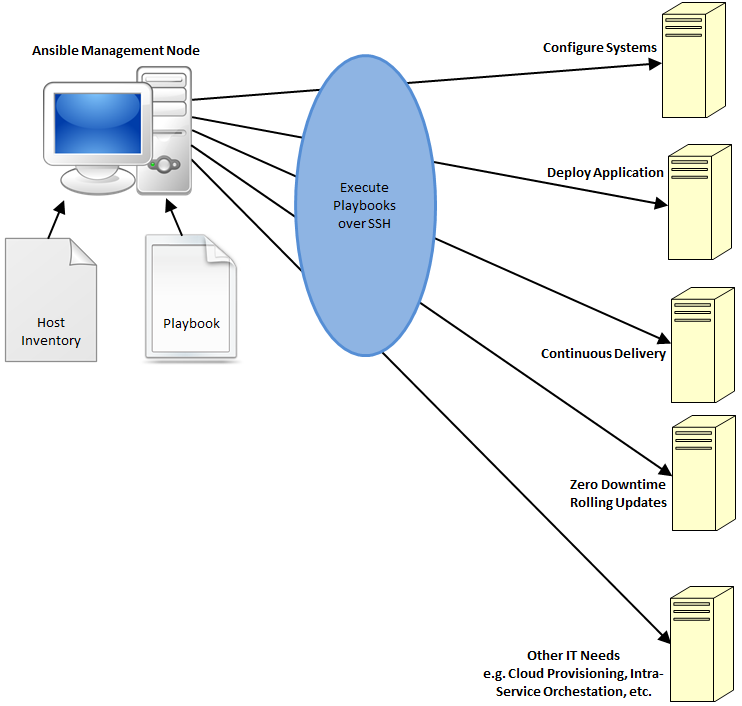 Ansible Management Node
Configure Systems
Deploy Application
Execute
Playbooks
over SSH
Host
Inventory
Playbook
Continuous Delivery
Zero Downtime
Rolling Updates
Other IT Needs
e.g. Cloud Provisioning, Intra-
Service Orchestation, etc.